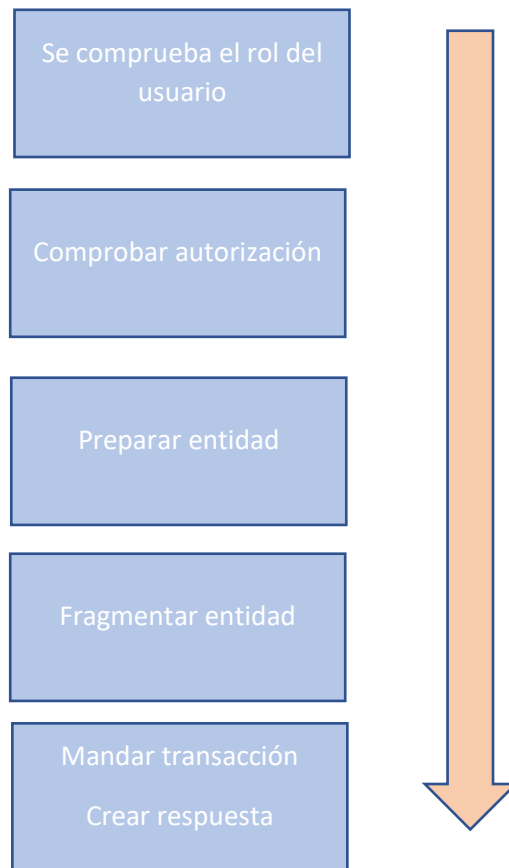 Se comprueba el rol del
usuario
Comprobar autorización
Preparar entidad
Fragmentar entidad
Mandar transacción
Crear respuesta